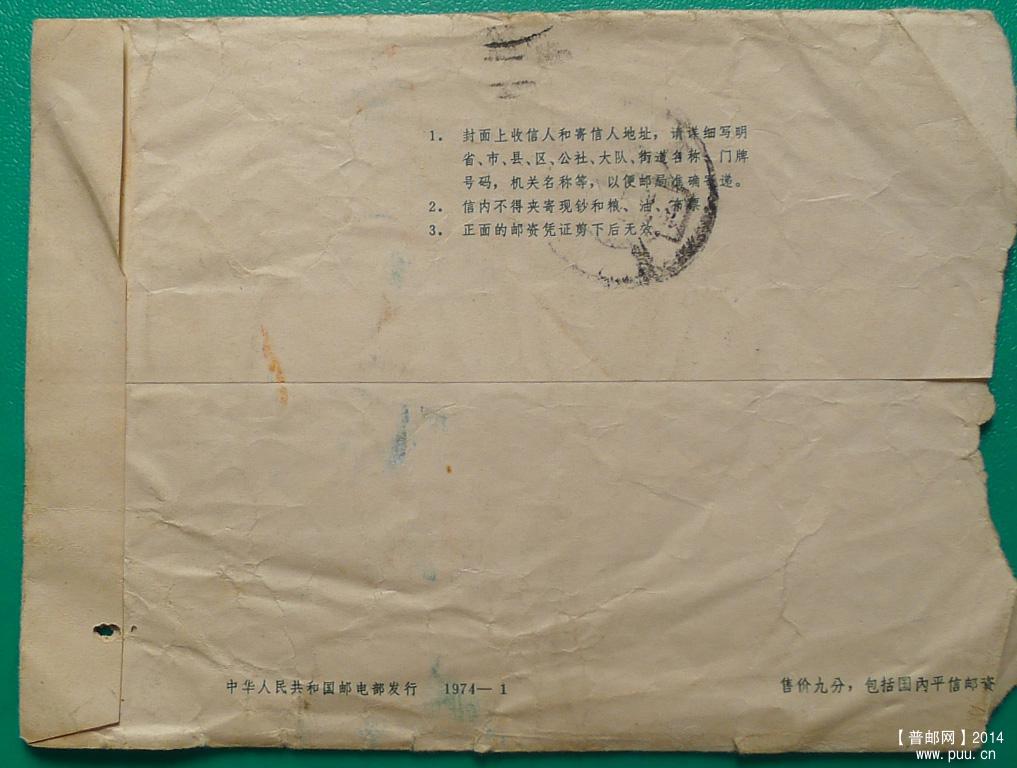 1. 封面上收信人和寄信人地址，请详细写明
省、市、县、区、公社、大队、街道名称、门牌
号码，机关名称等，以便邮局准确投递。
2. 信内不得夹寄现钞和粮、油、布票。
3. 正面的邮资凭证剪下后无效。
中华人民共和国邮电部发行 1974—1
售价九分，包括国内平信邮资
【普邮网】2014
www.puu.cn